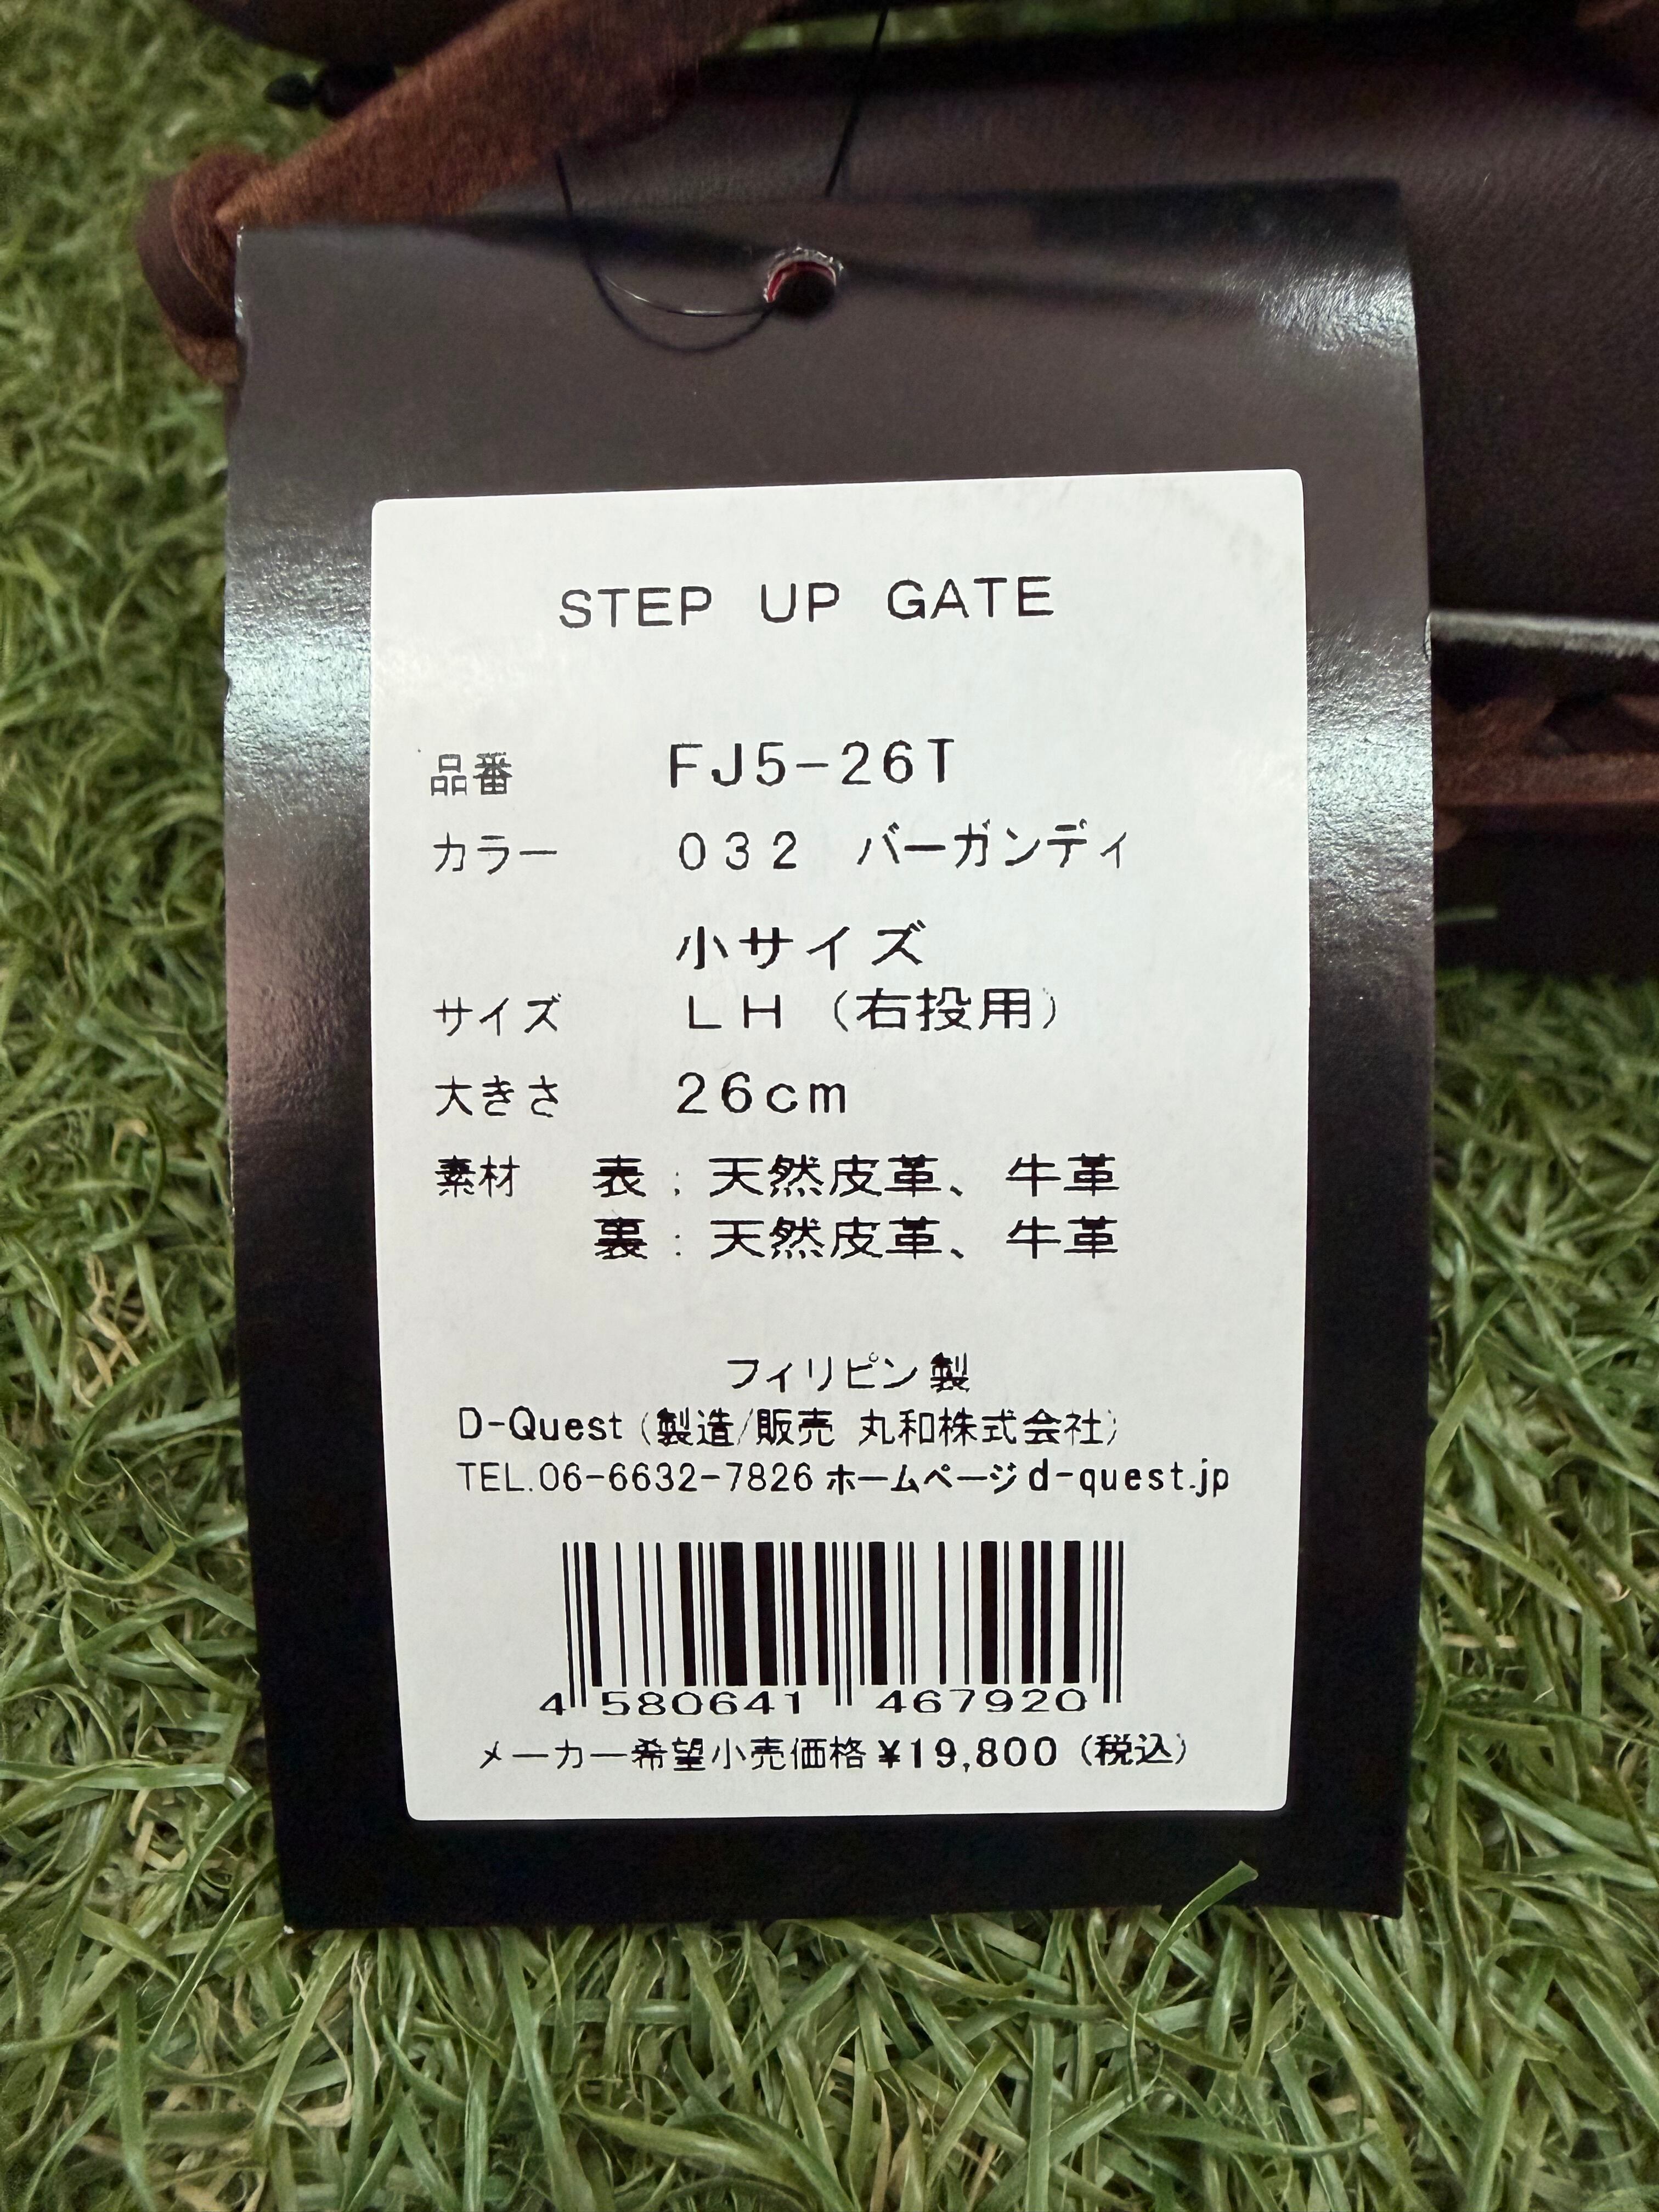 STEP UP GATE
品番 FJ5-26T
カラー 032 バーガンディ
小サイズ
サイズ LH（右投用）
大きさ 26cm
素材 表：天然皮革、牛革
裏：天然皮革、牛革
フィリピン製
D-Quest（製造/販売 丸和株式会社）
TEL.06-6632-7826 ホームページd-quest.jp
4 580641 467920
メーカー希望小売価格¥19,800（税込）